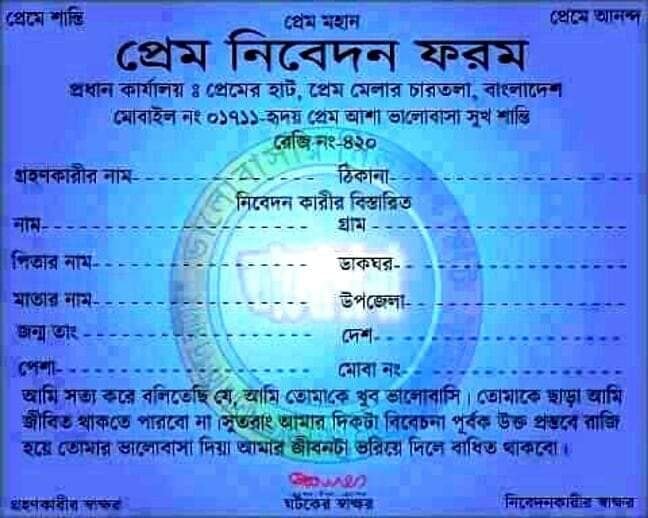 প্রেমে শান্তি প্রেম মহান প্রেমে আনন্দ
প্রেম নিবেদন ফরম
প্রধান কার্যালয় ঃ প্রেমের হাট, প্রেম মেলার চারতলা, বাংলাদেশ
মোবাইল নং ০১৭১১-হৃদয় প্রেম আশা ভালোবাসা সুখ শান্তি
রেজি নং-৪২০
গ্রহণকারীর নাম ঠিকানা
নিবেদন কারীর বিস্তারিত
নাম গ্রাম
পিতার নাম ডাকঘর
মাতার নাম উপজেলা
জন্ম তাং দেশ
পেশা মোবা নং
আমি সত্য করে বলিতেছি যে, আমি তোমাকে খুব ভালোবাসি। তোমাকে ছাড়া আমি
জীবিত থাকতে পারবো না।সুতরাং আমার দিকটা বিবেচনা পূর্বক উক্ত প্রস্তবে রাজি
হয়ে তোমার ভালোবাসা দিয়া আমার জীবনটা ভরিয়ে দিলে বাধিত থাকবো।
গ্রহণকারীর স্বাক্ষর ঘটকের স্বাক্ষর নিবেদনকারীর স্বাক্ষর